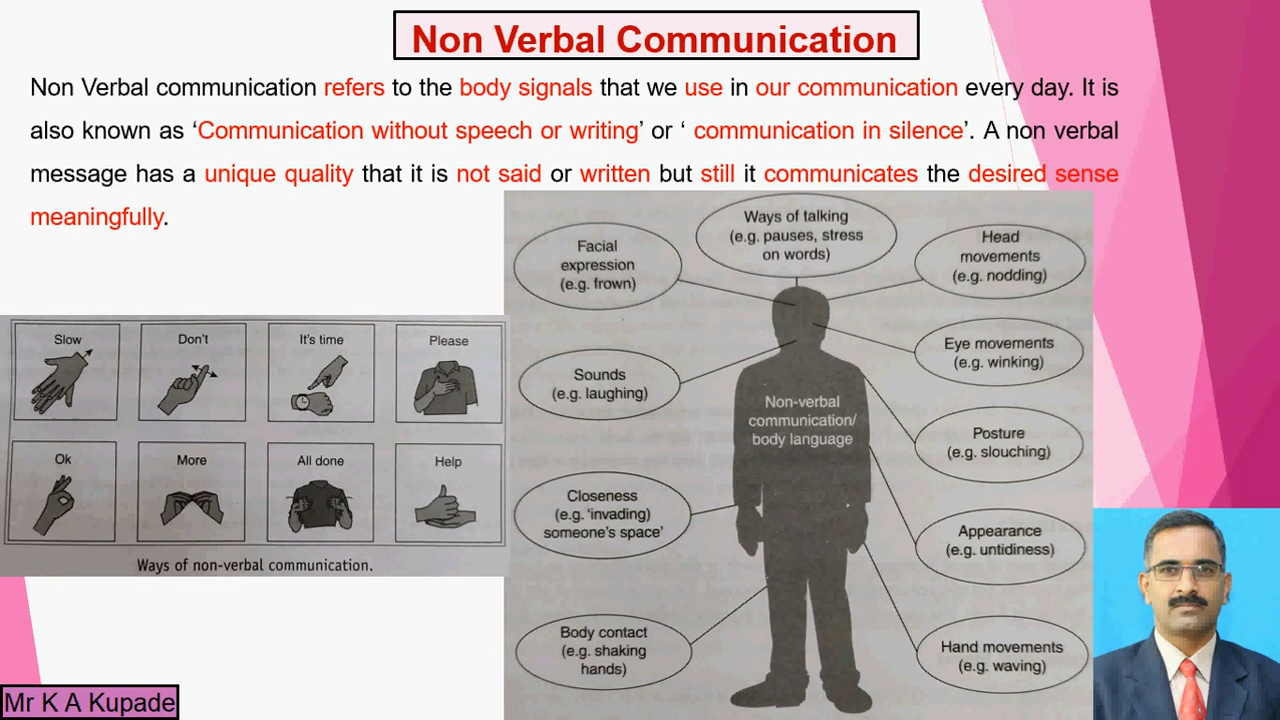 Non Verbal Communication
Non Verbal communication refers to the body signals that we use in our communication every day. It is
also known as ‘Communication without speech or writing’ or ‘ communication in silence’. A non verbal
message has a unique quality that it is not said or written but still it communicates the desired sense
meaningfully.
Slow
Don't
It's time
Please
Ok
More
All done
Help
Ways of non-verbal communication.
Ways of talking
(e.g. pauses, stress
on words)
Facial
expression
(e.g. frown)
Head
movements
(e.g. nodding)
Sounds
(e.g. laughing)
Eye movements
(e.g. winking)
Non-verbal
communication/
body language
Posture
(e.g. slouching)
Closeness
(e.g. ‘invading)
someone's space’
Appearance
(e.g. untidiness)
Body contact
(e.g. shaking
hands)
Hand movements
(e.g. waving)
Mr K A Kupade